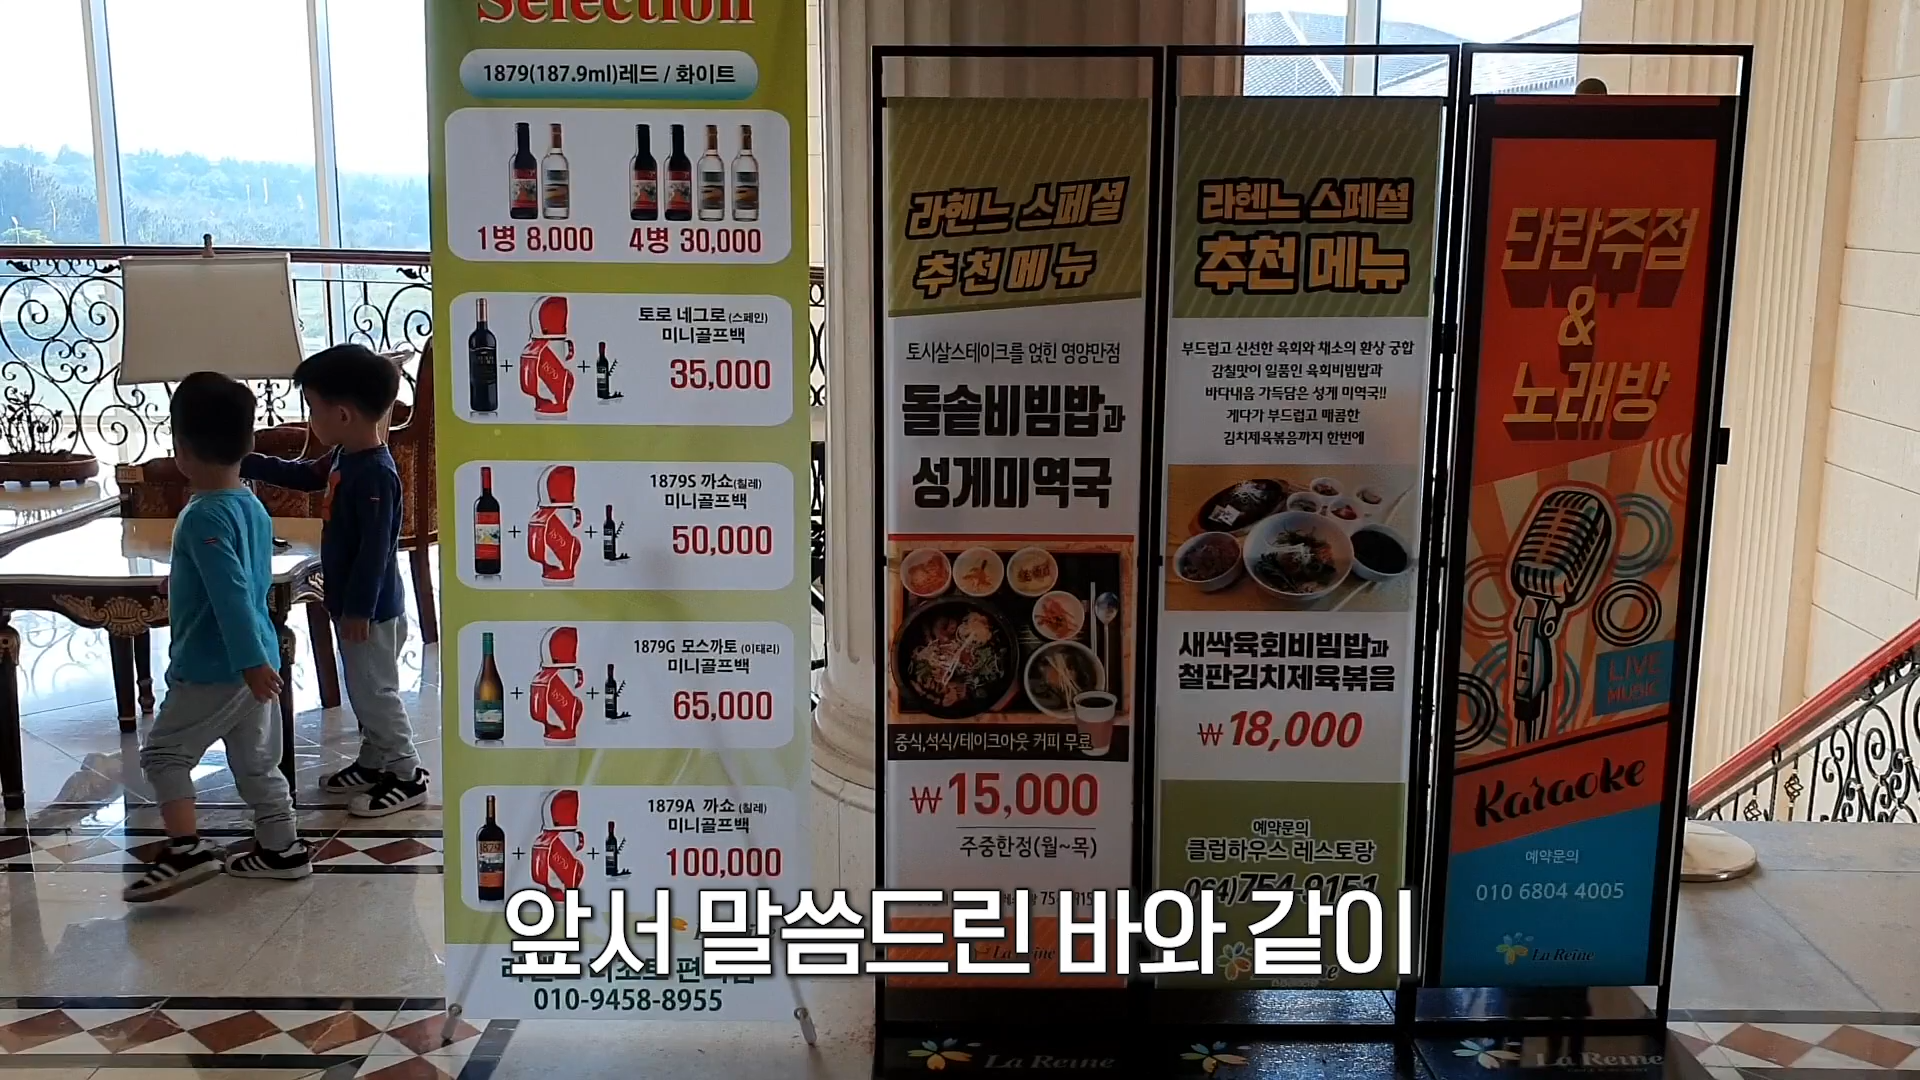 Selection
1879(187.9ml)레드 / 화이트
1병 8,000
4병 30,000
토로 네그로 (스페인)
미니골프백
35,000
1879S 까쇼(칠레)
미니골프백
50,000
1879G 모스까토 (이태리)
미니골프백
65,000
1879A 까쇼 (칠레)
미니골프백
100,000
010-9458-8955
라헨느 스페셜
추천메뉴
토시살스테이크를 얹힌 영양만점
돌솥비빔밥과
성게미역국
중식,석식/테이크아웃 커피 무료
₩15,000
주중한정(월~목)
La Reine
라헨느 스페셜
추천 메뉴
부드럽고 신선한 육회와 채소의 환상 궁합
감칠맛이 일품인 육회비빔밥과
바다내음 가득담은 성게 미역국!!
게다가 부드럽고 매콤한
김치제육볶음까지 한번에
새싹육회비빔밥과
철판김치제육볶음
₩18,000
예약문의
클럽하우스 레스토랑
064)754-9151
단란주점
&
노래방
LIVE
MUSIC
Karaoke
예약문의
010 6804 4005
La Reine
앞서 말씀드린 바와 같이
La Reine
La Reine